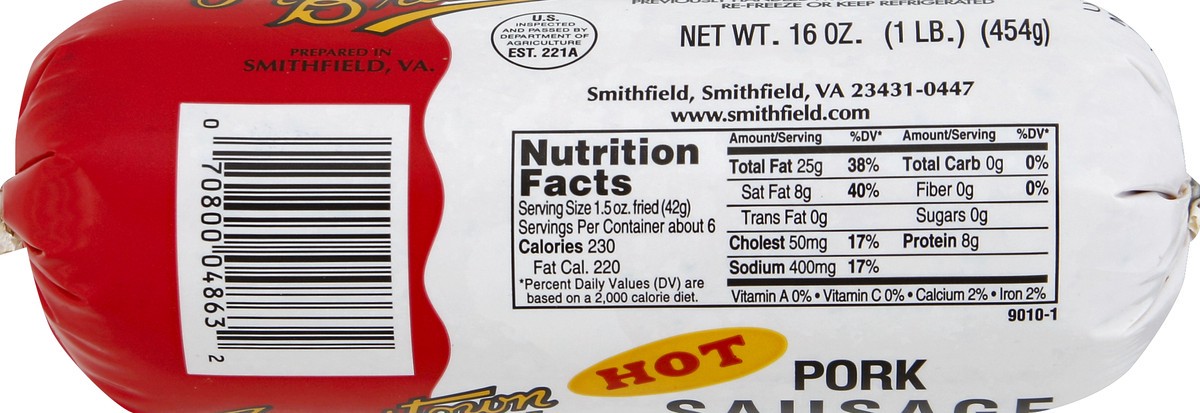 PREPARED IN
SMITHFIELD, VA.
U.S.
INSPECTED
AND PASSED BY
DEPARTMENT OF
AGRICULTURE
EST. 221A
RE-FREEZE OR KEEP REFRIGERATED
NET WT. 16 OZ. (1 LB.) (454g)
Smithfield, Smithfield, VA 23431-0447
www.smithfield.com
0 70800 04863 2
Nutrition
Facts
Serving Size 1.5 oz. fried (42g)
Servings Per Container about 6
Calories 230
Fat Cal. 220
*Percent Daily Values (DV) are
based on a 2,000 calorie diet.
Amount/Serving %DV* Amount/Serving %DV*
Total Fat 25g 38% Total Carb 0g 0%
Sat Fat 8g 40% Fiber 0g 0%
Trans Fat 0g Sugars 0g
Cholest 50mg 17% Protein 8g
Sodium 400mg 17%
Vitamin A 0% • Vitamin C 0% • Calcium 2% • Iron 2%
9010-1
HOT
PORK
SAUSAGE